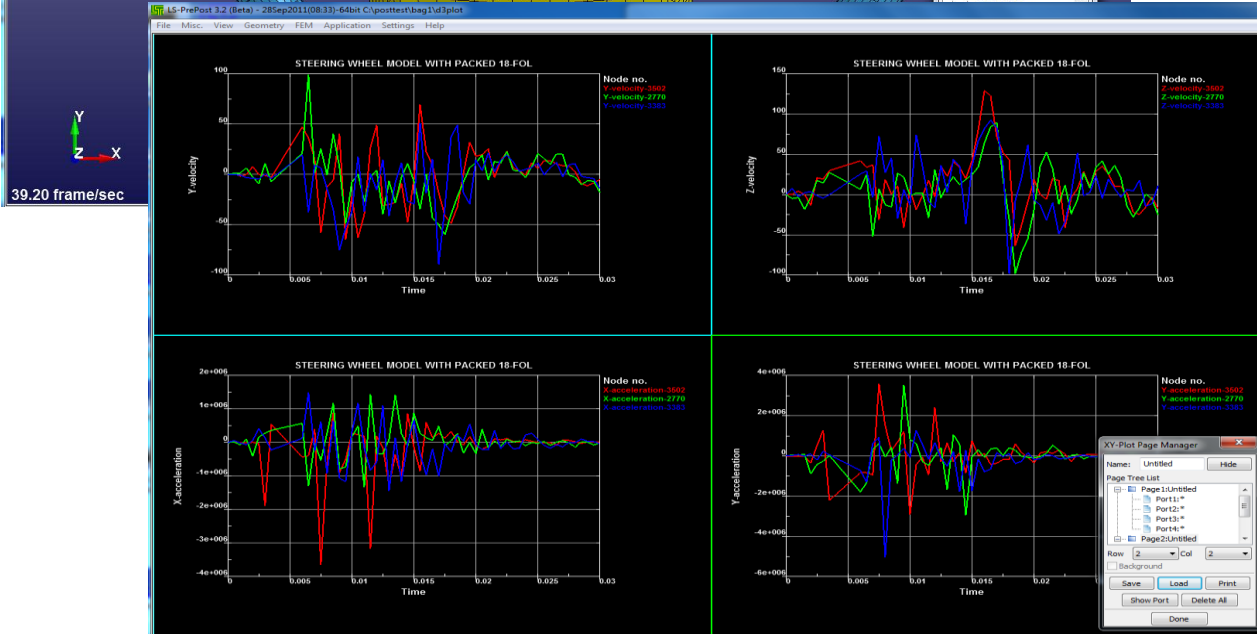 LS-PrePost 3.2 (Beta) - 28Sep2011(08:33)-64bit C:\posttest\bag1\d3plot
File Misc. View Geometry FEM Application Settings Help
Y
Z X
39.20 frame/sec
STEERING WHEEL MODEL WITH PACKED 18-FOL
Node no.
Y-velocity-3502
Y-velocity-2770
Y-velocity-3303
Y-velocity
100
50
0
-50
-100
0 0.005 0.01 0.015 0.02 0.025 0.03
Time
STEERING WHEEL MODEL WITH PACKED 18-FOL
Node no.
Z-velocity-3502
Z-velocity-2770
Z-velocity-3303
Z-velocity
150
100
50
0
-50
-100
0 0.005 0.01 0.015 0.02 0.025 0.03
Time
STEERING WHEEL MODEL WITH PACKED 18-FOL
Node no.
X-acceleration-3502
X-acceleration-2770
X-acceleration-3303
X-acceleration
2e+006
1e+006
0
-1e+006
-2e+006
-3e+006
-4e+006
0 0.005 0.01 0.015 0.02 0.025 0.03
Time
STEERING WHEEL MODEL WITH PACKED 18-FOL
Node no.
Y-acceleration-3502
Y-acceleration-2770
Y-acceleration-3303
Y-acceleration
4e+006
2e+006
0
-2e+006
-4e+006
-6e+006
0 0.005 0.01 0.015 0.02
Time
XY-Plot Page Manager
Name: Untitled Hide
Page Tree List
Page1:Untitled
Port1:*
Port2:*
Port3:*
Port4:*
Page2:Untitled
Row 2 Col 2
Background
Save Load Print
Show Port Delete All
Done